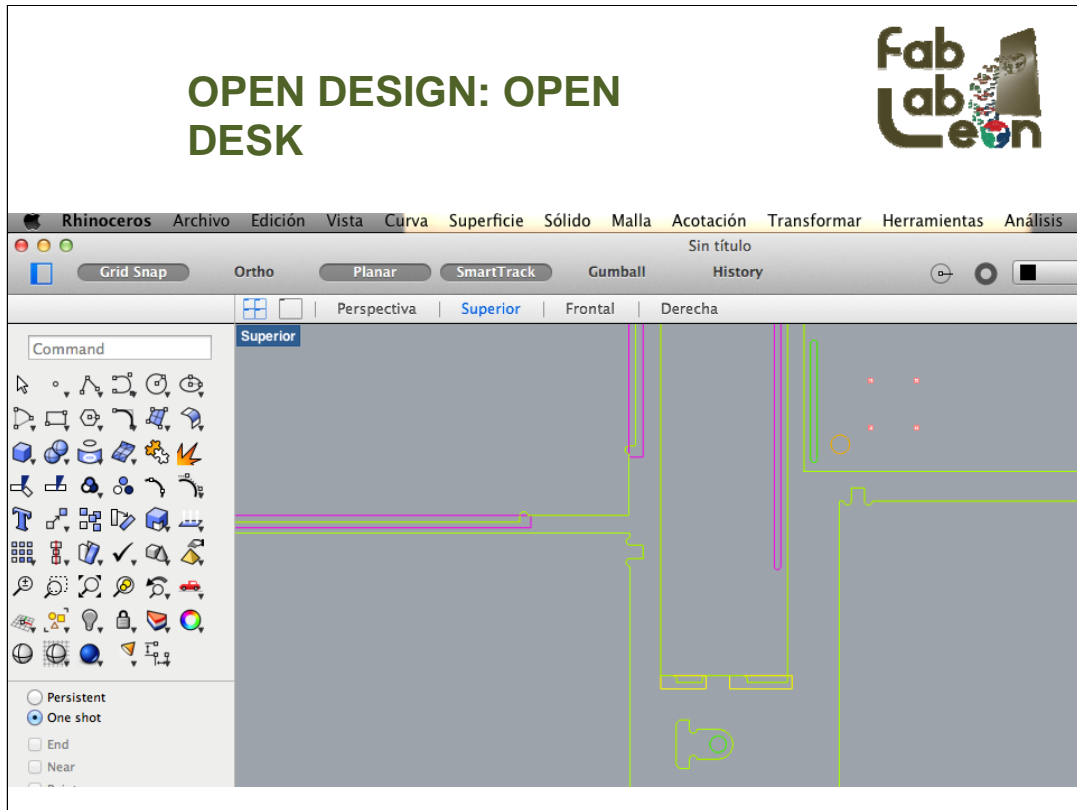 OPEN DESIGN: OPEN
DESK
Fab
Lab
Leon
Rhinoceros Archivo Edición Vista Curva Superficie Sólido Malla Acotación Transformar Herramientas Análisis
Sin título
Grid Snap Ortho Planar SmartTrack Gumball History
Perspectiva Superior Frontal Derecha
Superior
Command
Persistent
One shot
End
Near